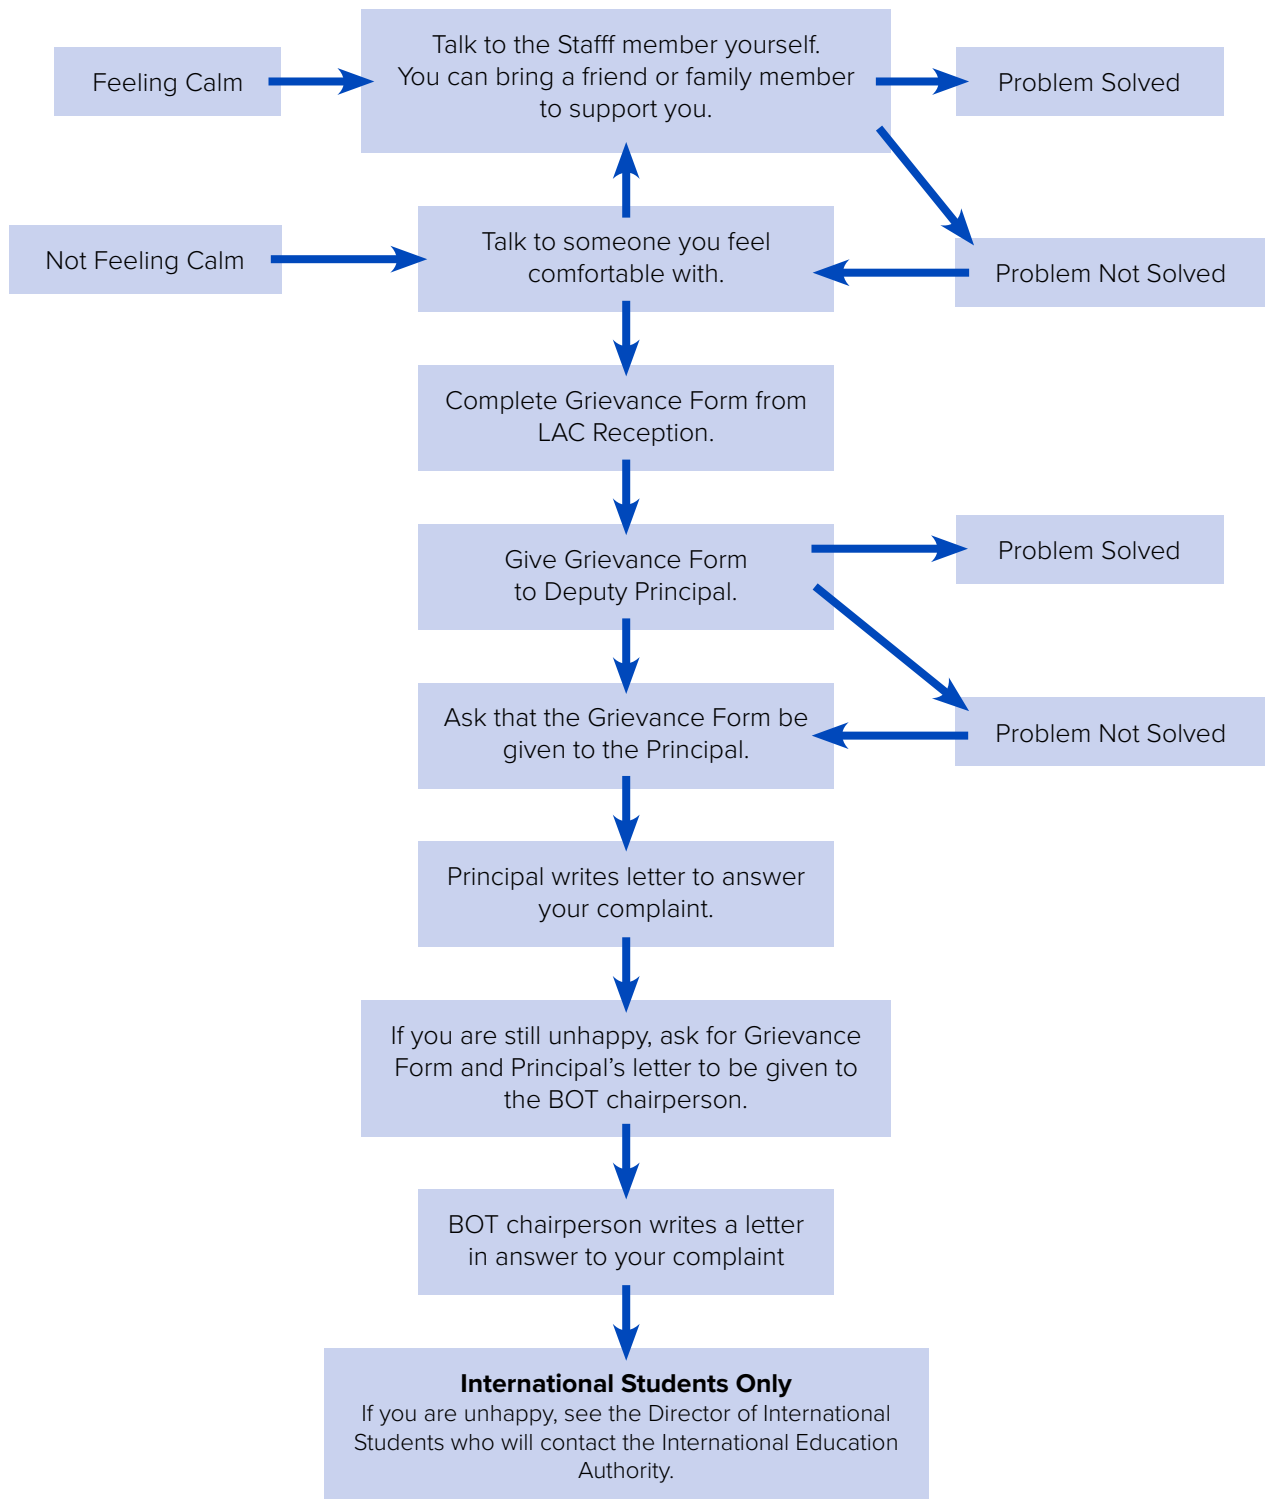 Talk to the Stafff member yourself.
You can bring a friend or family member
to support you.
Feeling Calm
Problem Solved
Talk to someone you feel
comfortable with.
Not Feeling Calm
Problem Not Solved
Complete Grievance Form from
LAC Reception.
Give Grievance Form
to Deputy Principal.
Problem Solved
Ask that the Grievance Form be
given to the Principal.
Problem Not Solved
Principal writes letter to answer
your complaint.
If you are still unhappy, ask for Grievance
Form and Principal’s letter to be given to
the BOT chairperson.
BOT chairperson writes a letter
in answer to your complaint
International Students Only
If you are unhappy, see the Director of International
Students who will contact the International Education
Authority.